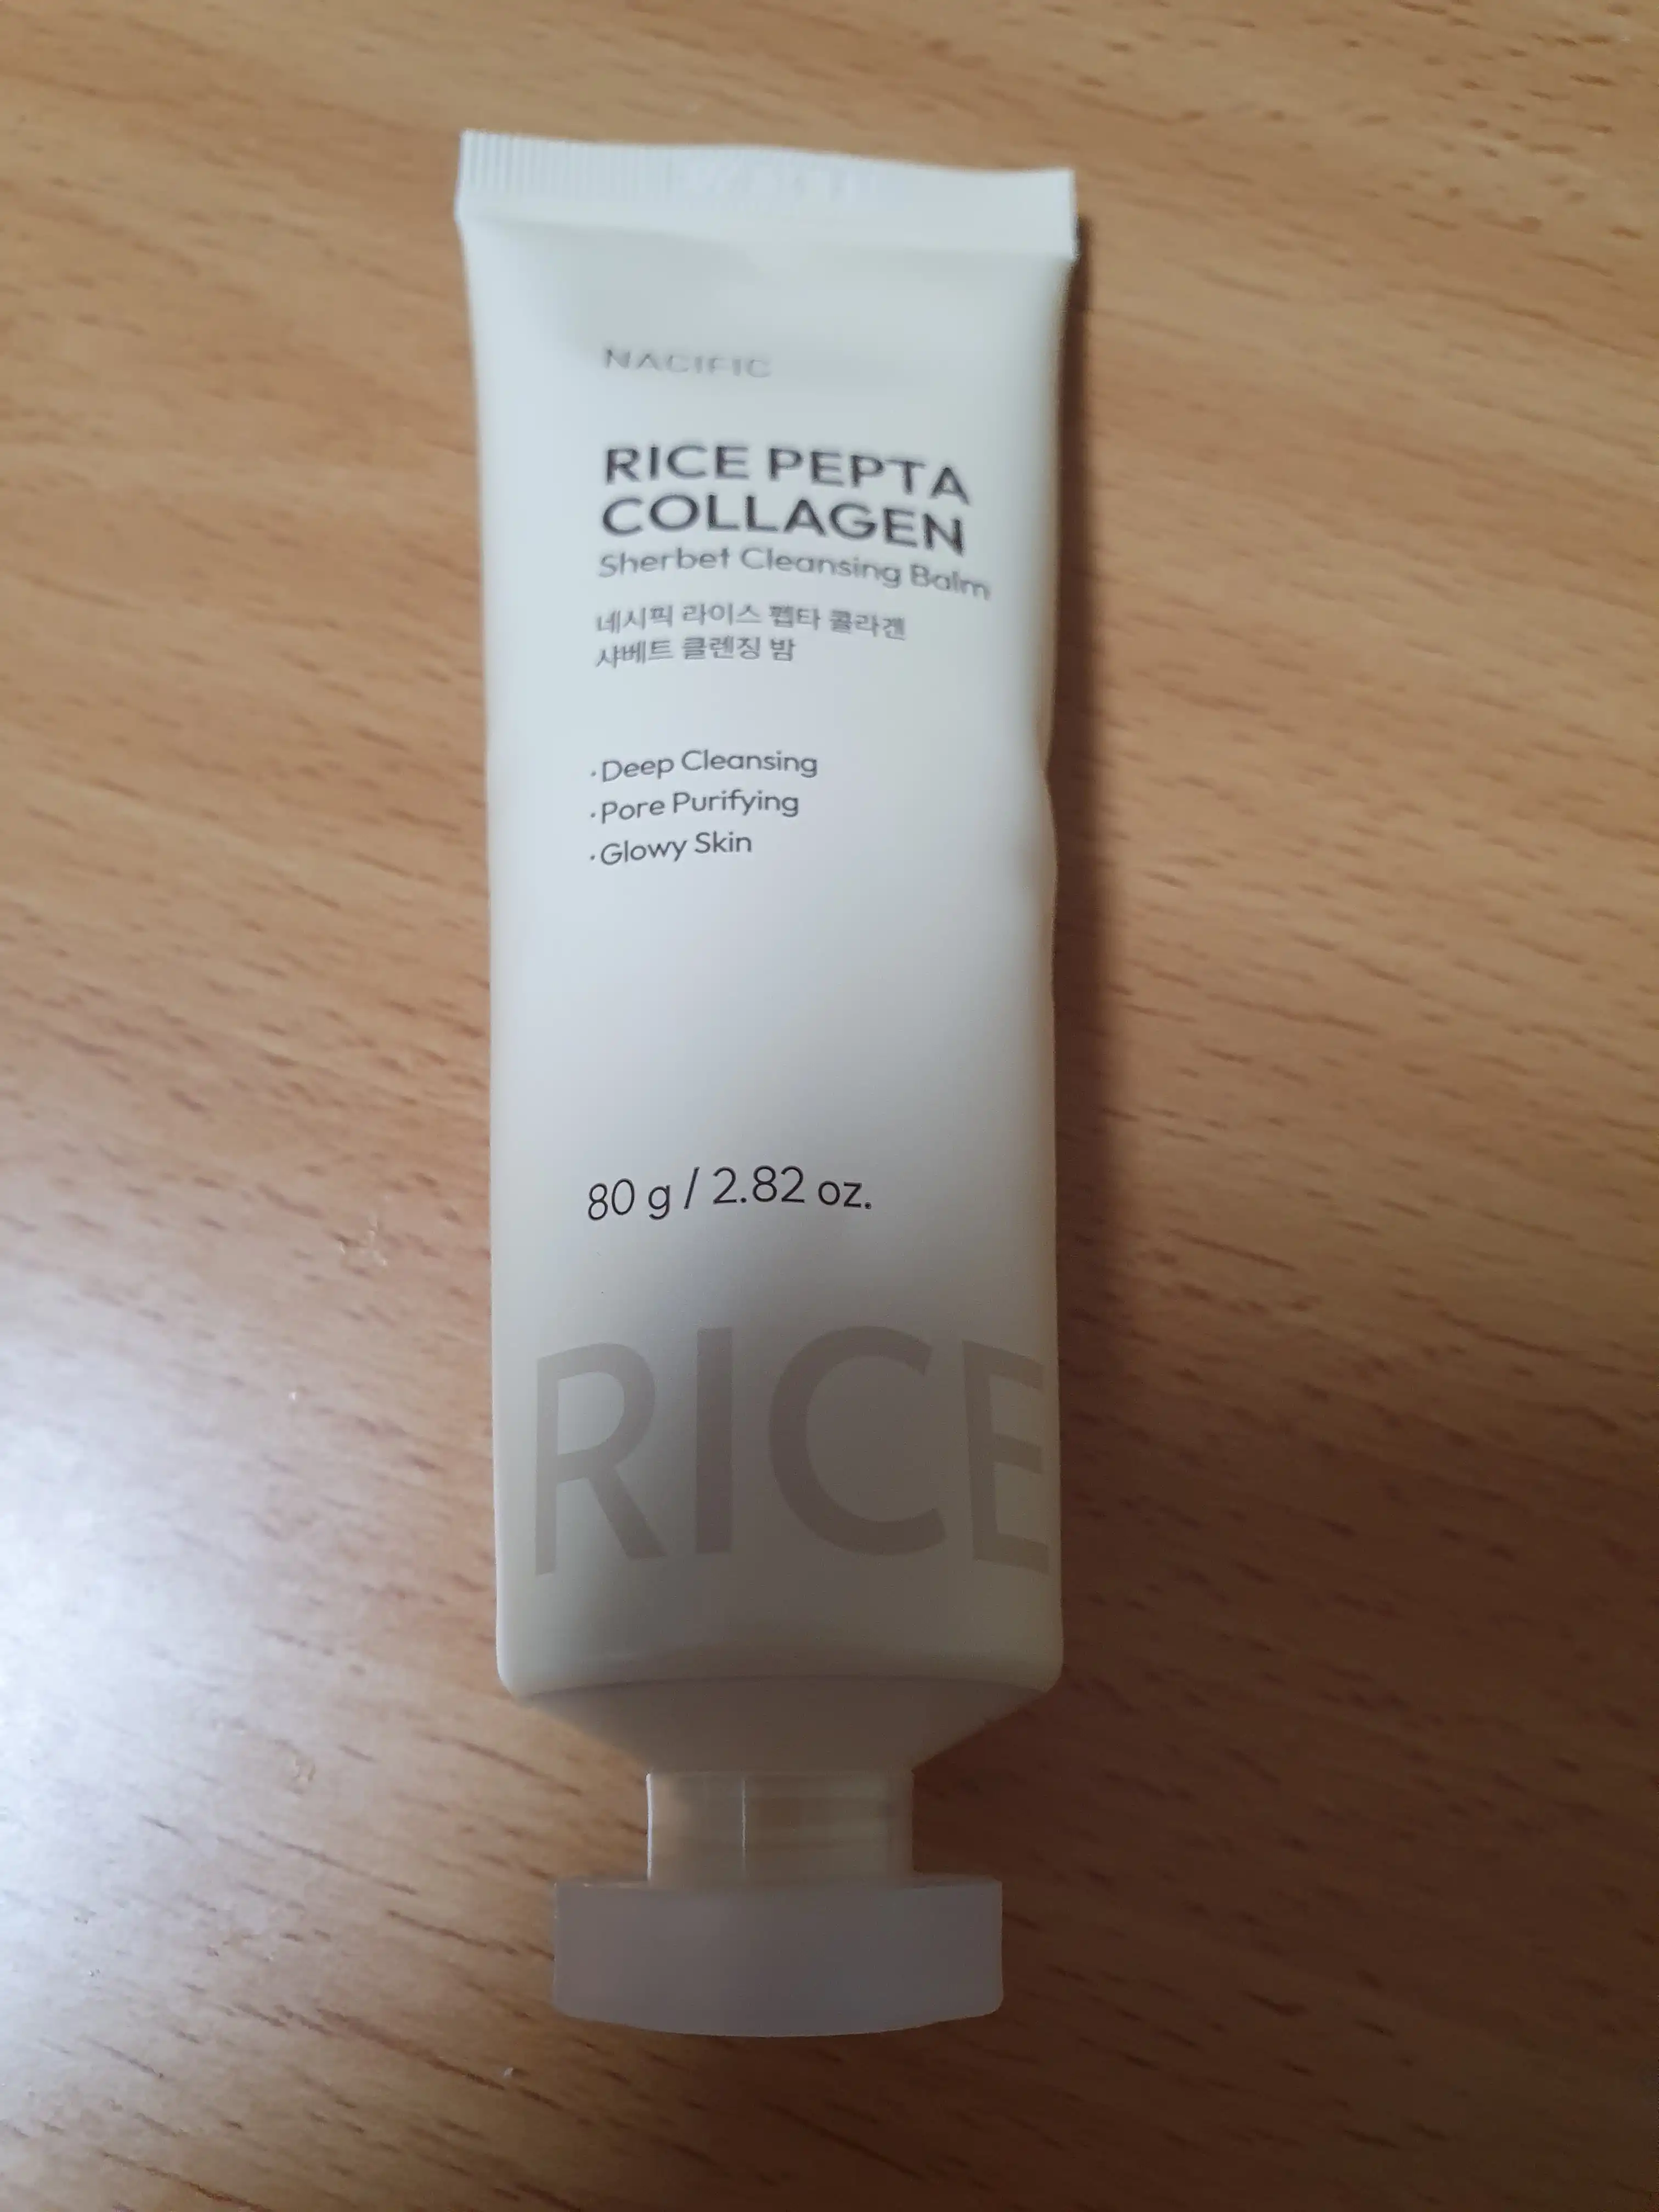 NACIFIC
RICE PEPTA
COLLAGEN
Sherbet Cleansing Balm
네시픽 라이스 펩타 콜라겐
샤베트 클렌징 밤
·Deep Cleansing
·Pore Purifying
·Glowy Skin
80 g / 2.82 oz.
RICE